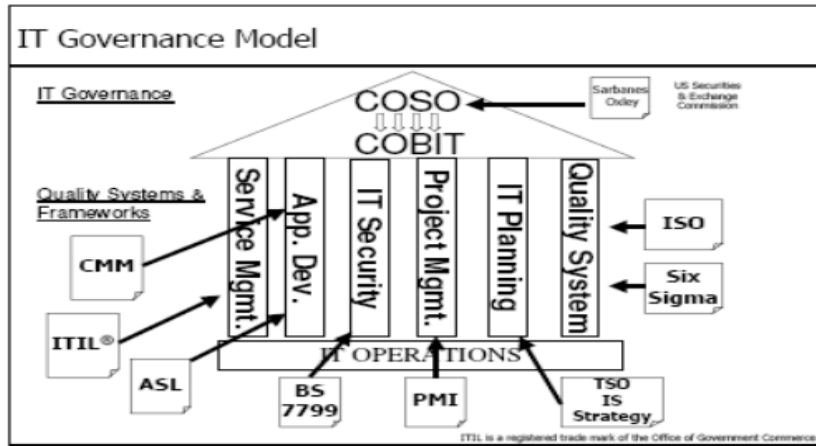 IT Governance Model
IT Governance
COSO
COBIT
Sarbanes
Oxley
US Securities
& Exchange
Commission
Quality Systems &
Frameworks
Service Mgmt.
App. Dev.
IT Security
Project Mgmt.
IT Planning
Quality System
CMM
ITIL®
ASL
ISO
Six
Sigma
IT OPERATIONS
BS
7799
PMI
TSO
IS
Strategy
ITIL is a registered trade mark of the Office of Government Commerce